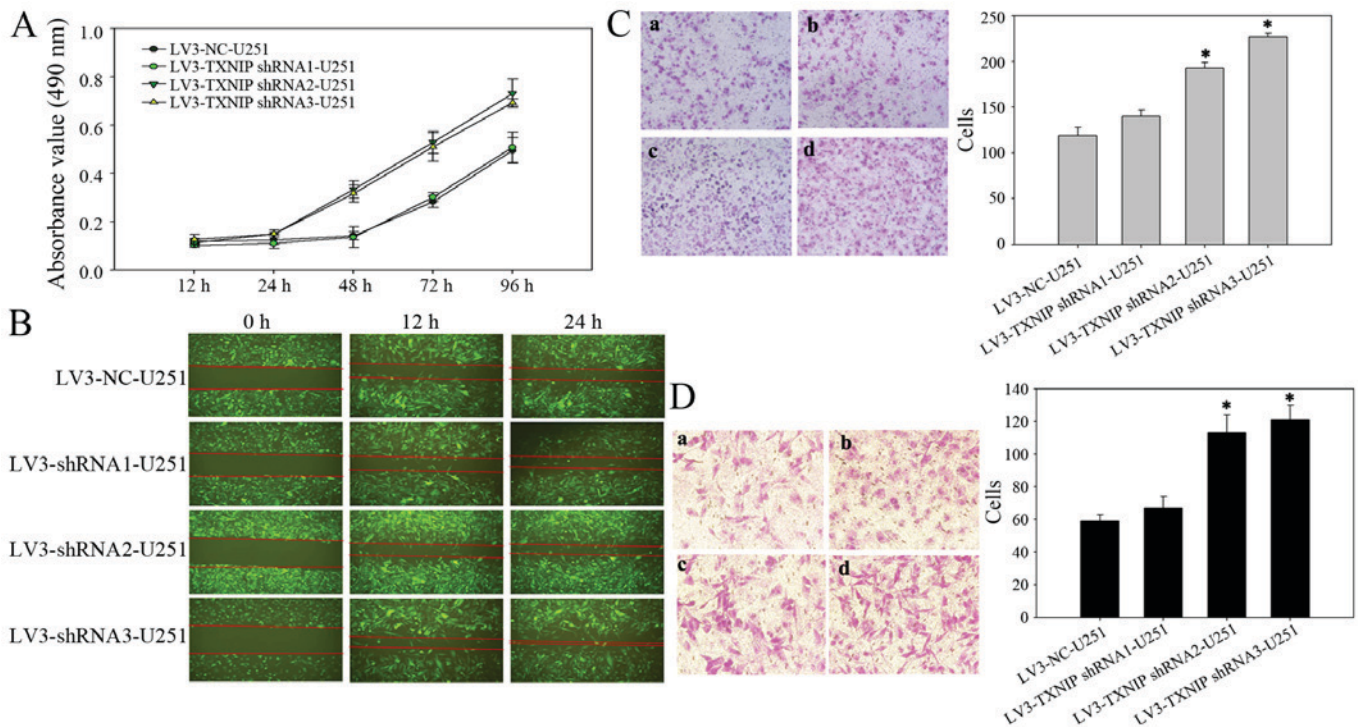 A
Absorbance value (490 nm)
1.0
0.8
0.6
0.4
0.2
0.0
LV3-NC-U251
LV3-TXNIP shRNA1-U251
LV3-TXNIP shRNA2-U251
LV3-TXNIP shRNA3-U251
12 h 24 h 48 h 72 h 96 h
B
0 h 12 h 24 h
LV3-NC-U251
LV3-shRNA1-U251
LV3-shRNA2-U251
LV3-shRNA3-U251
C
a b
c d
Cells
250
200
150
100
50
0
* *
LV3-NC-U251
LV3-TXNIP shRNA1-U251
LV3-TXNIP shRNA2-U251
LV3-TXNIP shRNA3-U251
D
a b
c d
Cells
140
120
100
80
60
40
20
0
* *
LV3-NC-U251
LV3-TXNIP shRNA1-U251
LV3-TXNIP shRNA2-U251
LV3-TXNIP shRNA3-U251